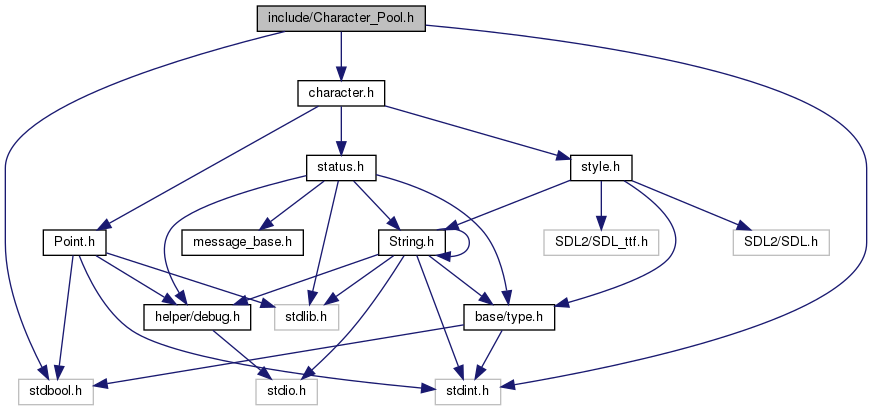 include/Character_Pool.h
character.h
status.h
style.h
Point.h
message_base.h
String.h
SDL2/SDL_ttf.h
SDL2/SDL.h
helper/debug.h
stdlib.h
base/type.h
stdbool.h
stdio.h
stdint.h